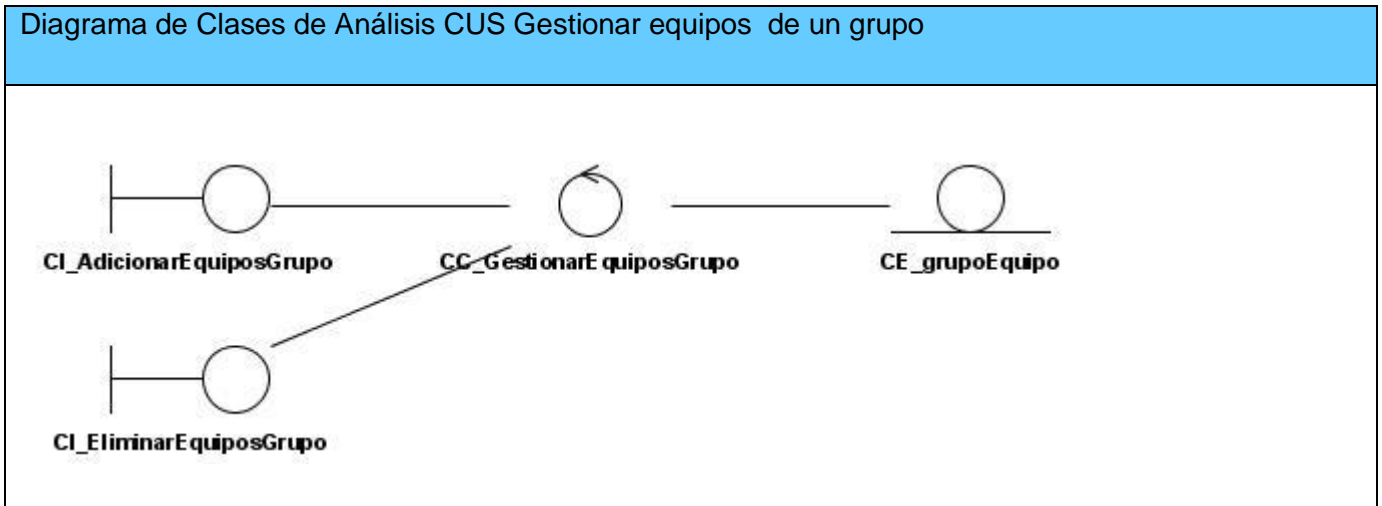 Diagrama de Clases de Análisis CUS Gestionar equipos de un grupo
CI_AdicionarEquiposGrupo
CC_GestionarEquiposGrupo
CE_grupoEquipo
CI_EliminarEquiposGrupo